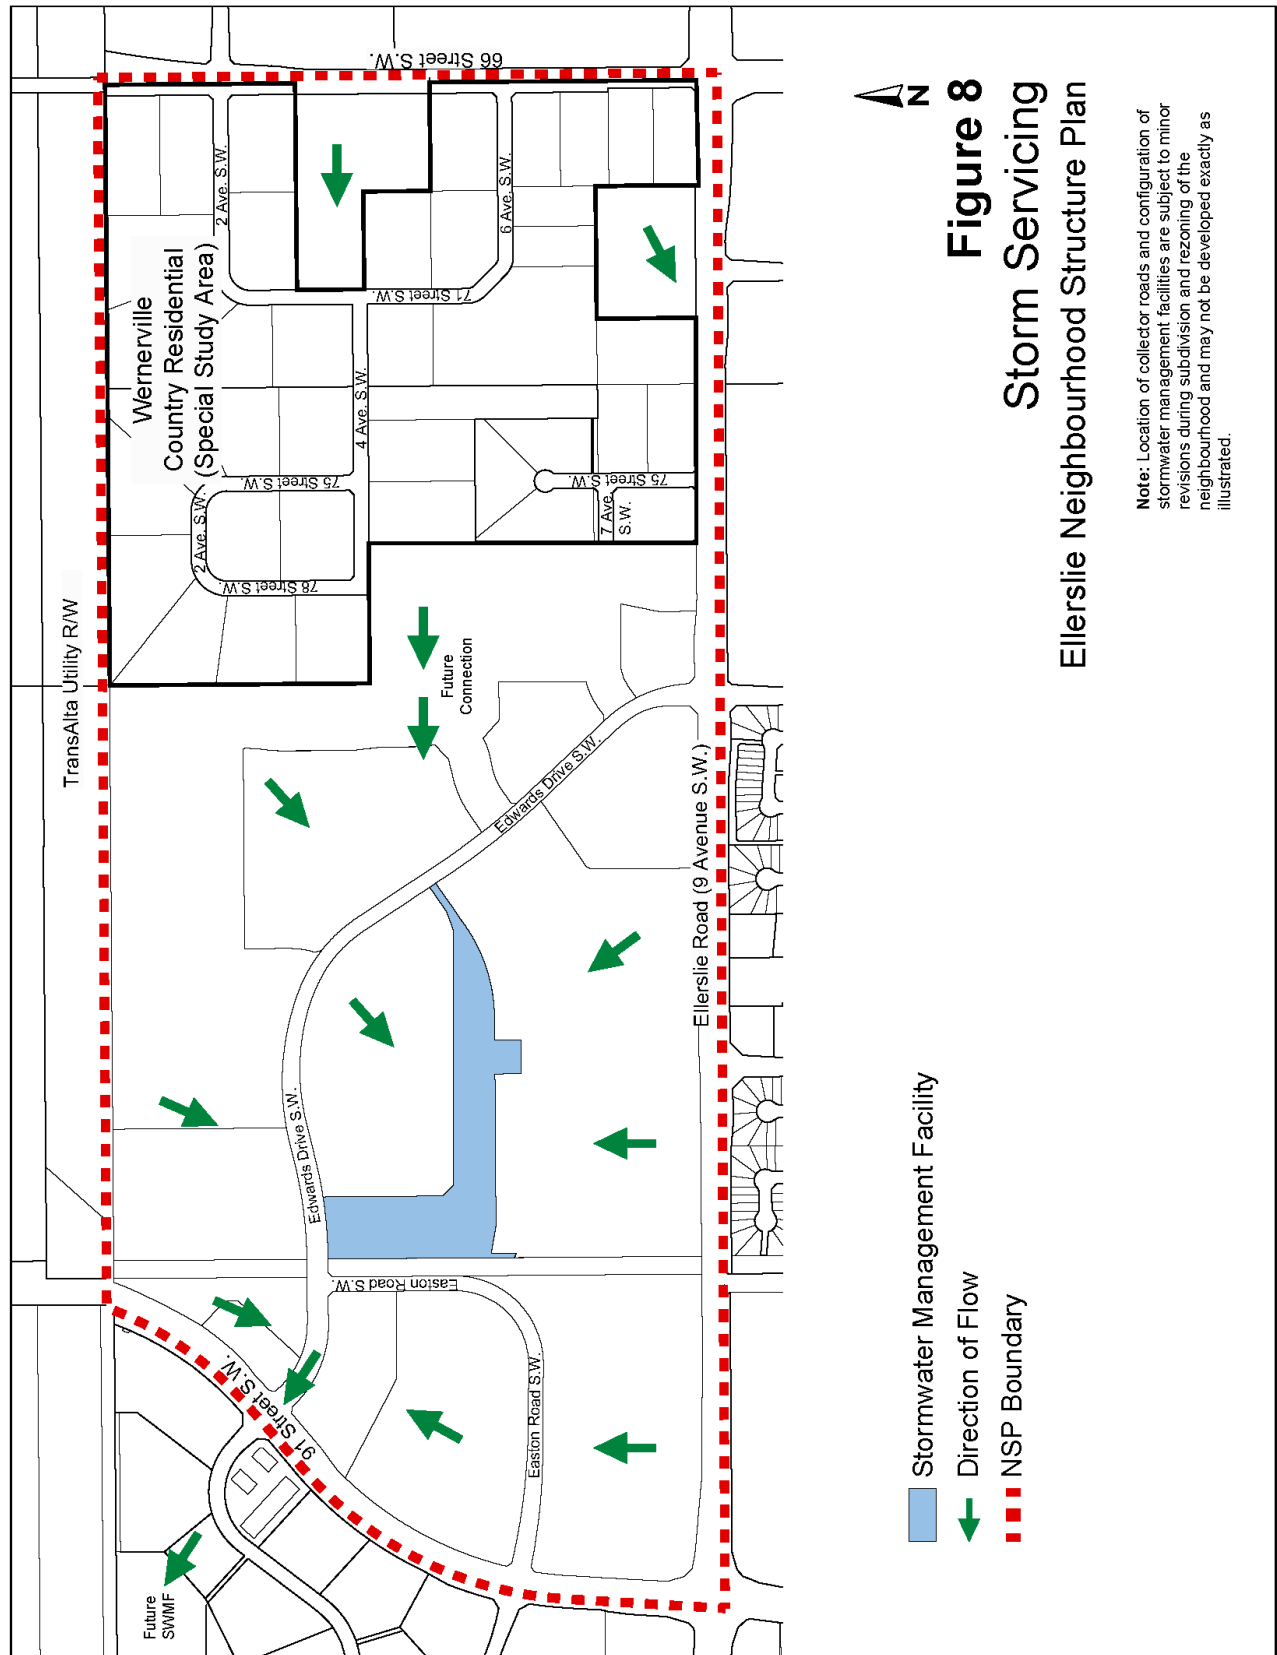 TransAlta Utility R/W
Wernerville
Country Residential
(Special Study Area)
66 Street S.W.
2 Ave. S.W.
6 Ave. S.W.
71 Street S.W.
4 Ave. S.W.
75 Street S.W.
2 Ave. S.W.
78 Street S.W.
75 Street S.W.
7 Ave.
S.W.
Future
Connection
Edwards Drive S.W.
Ellerslie Road (9 Avenue S.W.)
Edwards Drive S.W.
Easton Road S.W.
Easton Road S.W.
91 Street S.W.
Future
SWMF
Stormwater Management Facility
Direction of Flow
NSP Boundary
N
Figure 8
Storm Servicing
Ellerslie Neighbourhood Structure Plan
Note: Location of collector roads and configuration of
stormwater management facilities are subject to minor
revisions during subdivision and rezoning of the
neighbourhood and may not be developed exactly as
illustrated.